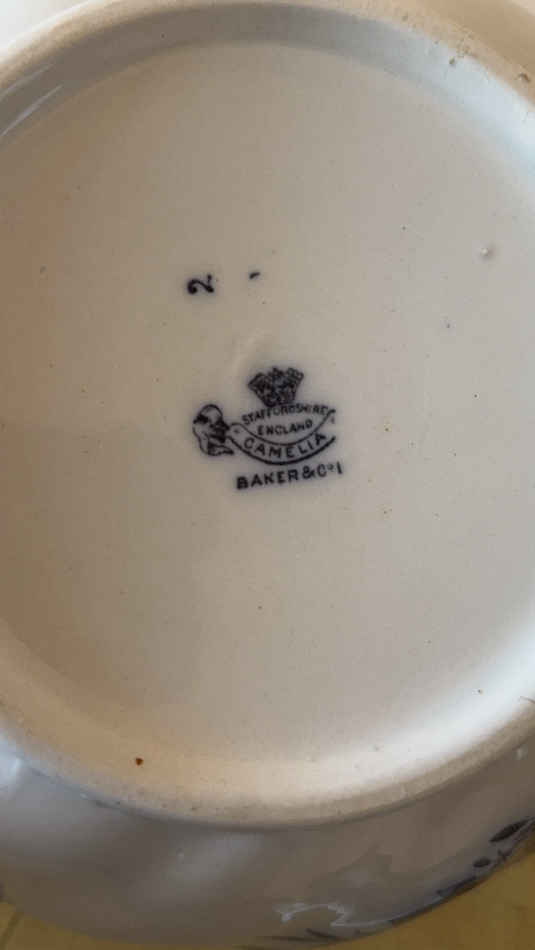 2
STAFFORDSHIRE
ENGLAND
CAMELIA
BAKER & Co